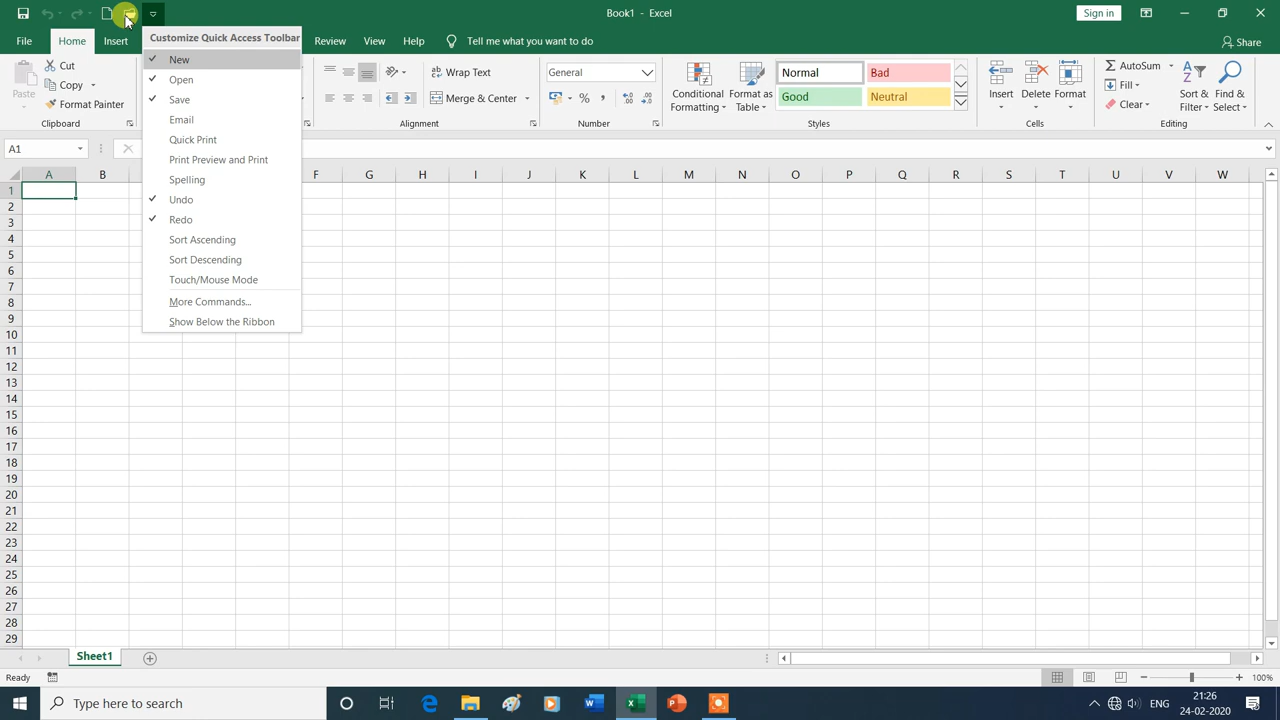 Book1 - Excel
Sign in
File
Home
Insert
Review
View
Help
Tell me what you want to do
Share
Customize Quick Access Toolbar
New
Open
Save
Email
Quick Print
Print Preview and Print
Spelling
Undo
Redo
Sort Ascending
Sort Descending
Touch/Mouse Mode
More Commands...
Show Below the Ribbon
Paste
Cut
Copy
Format Painter
Clipboard
ab Wrap Text
Merge & Center
Alignment
General
%
Number
Conditional
Formatting
Format as
Table
Normal
Bad
Good
Neutral
Styles
Insert
Delete
Format
Cells
AutoSum
Fill
Clear
Sort &
Filter
Find &
Select
Editing
A1
A B F G H I J K L M N O P Q R S T U V W
1
2
3
4
5
6
7
8
9
10
11
12
13
14
15
16
17
18
19
20
21
22
23
24
25
26
27
28
29
Sheet1
Ready
100%
Type here to search
ENG
21:26
24-02-2020